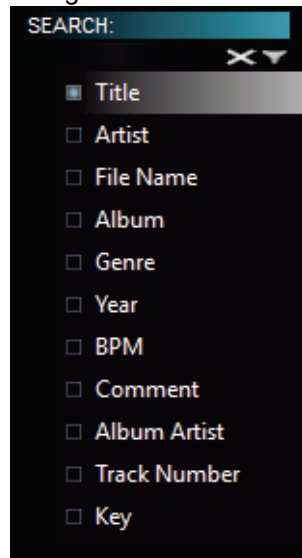 SEARCH:
Title
Artist
File Name
Album
Genre
Year
BPM
Comment
Album Artist
Track Number
Key